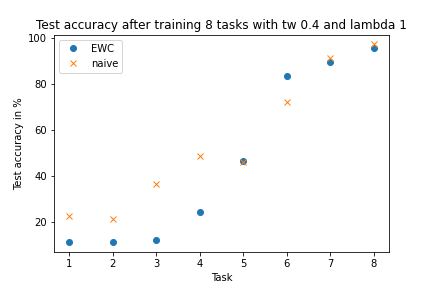 Test accuracy after training 8 tasks with tw 0.4 and lambda 1
EWC
naive
100
80
60
40
20
Test accuracy in %
1 2 3 4 5 6 7 8
Task